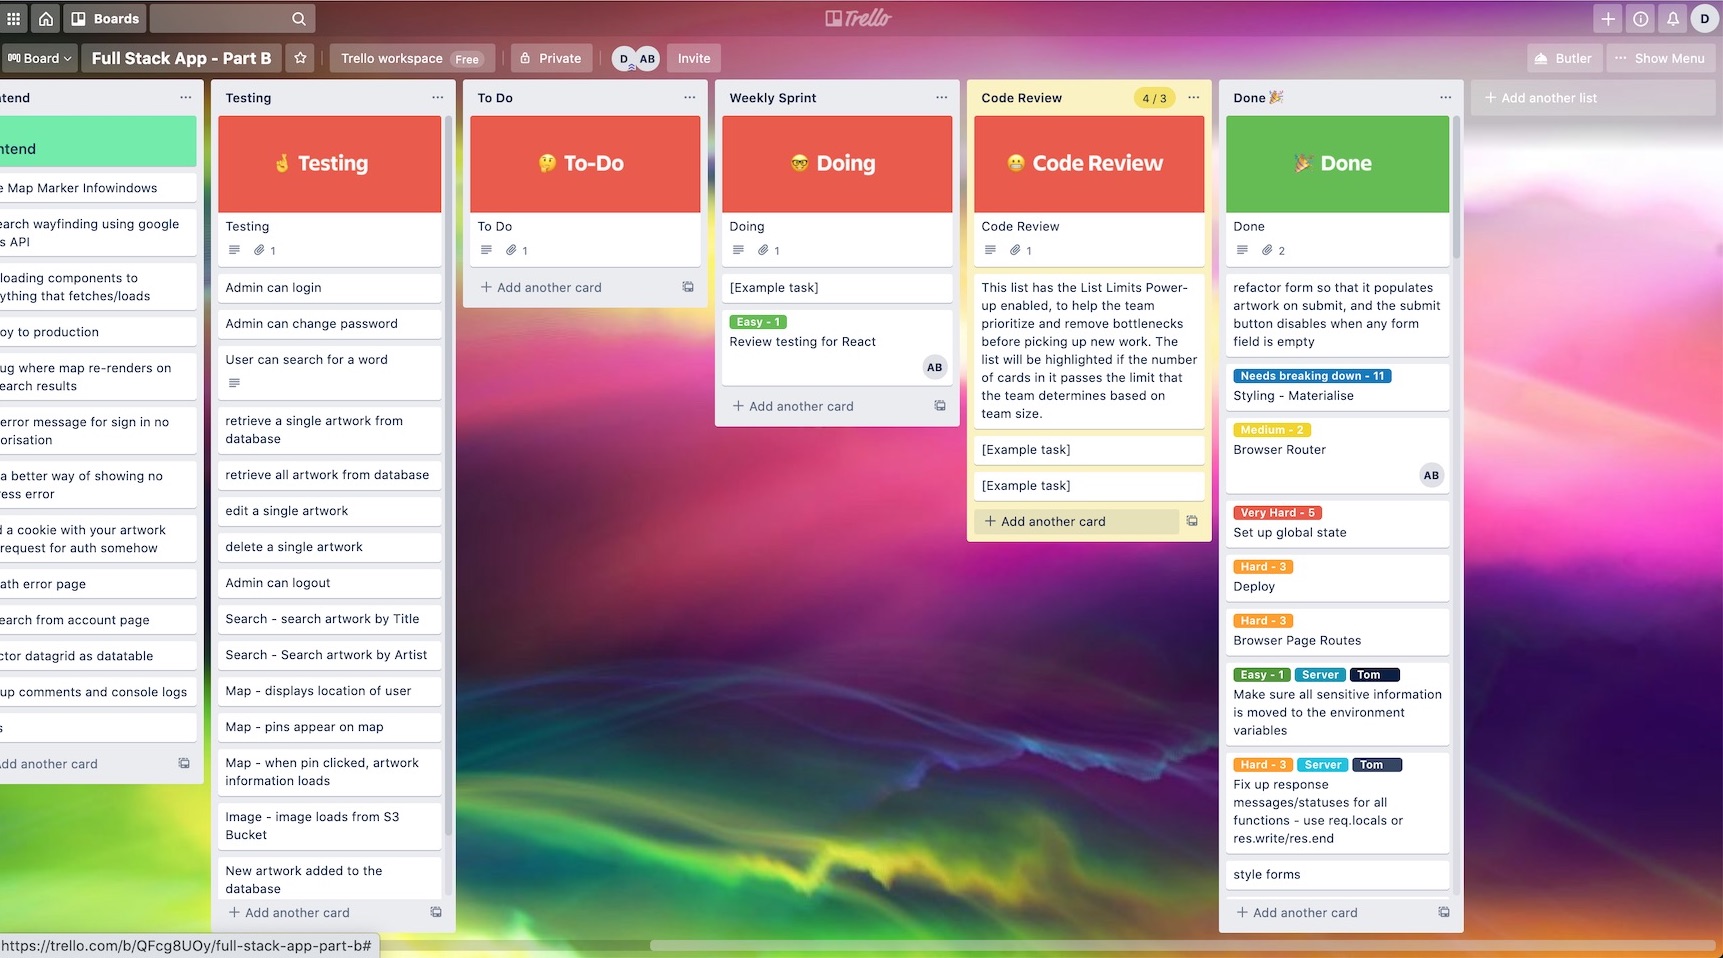 Boards
Trello
D
Board
Full Stack App - Part B
Trello workspace Free
Private
D AB
Invite
Butler
Show Menu
Map Marker Infowindows
wayfinding using google
API
loading components to
that fetches/loads
to production
where map re-renders on
results
error message for sign in no
a better way of showing no
error
a cookie with your artwork
request for auth somehow
error page
from account page
datagrid as datatable
up comments and console logs
another card
Testing
Testing
Testing
1
Admin can login
Admin can change password
User can search for a word
retrieve a single artwork from
database
retrieve all artwork from database
edit a single artwork
delete a single artwork
Admin can logout
Search - search artwork by Title
Search - Search artwork by Artist
Map - displays location of user
Map - pins appear on map
Map - when pin clicked, artwork
information loads
Image - image loads from S3
Bucket
New artwork added to the
database
+ Add another card
To Do
To-Do
To Do
1
+ Add another card
Weekly Sprint
Doing
Doing
1
[Example task]
Easy - 1
Review testing for React
AB
+ Add another card
Code Review
4 / 3
Code Review
Code Review
1
This list has the List Limits Power-
up enabled, to help the team
prioritize and remove bottlenecks
before picking up new work. The
list will be highlighted if the number
of cards in it passes the limit that
the team determines based on
team size.
[Example task]
[Example task]
+ Add another card
Done
Done
Done
2
refactor form so that it populates
artwork on submit, and the submit
button disables when any form
field is empty
Needs breaking down - 11
Styling - Materialise
Medium - 2
Browser Router
AB
Very Hard - 5
Set up global state
Hard - 3
Deploy
Hard - 3
Browser Page Routes
Easy - 1 Server Tom
Make sure all sensitive information
is moved to the environment
variables
Hard - 3 Server Tom
Fix up response
messages/statuses for all
functions - use req.locals or
res.write/res.end
style forms
+ Add another card
+ Add another list
https://trello.com/b/QFcg8UOy/full-stack-app-part-b#